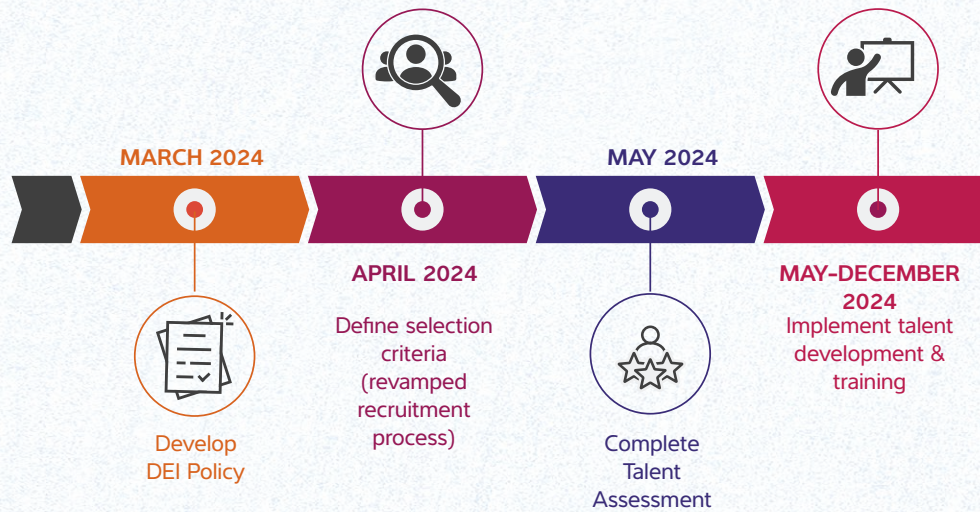 MARCH 2024
Develop
DEI Policy
APRIL 2024
Define selection
criteria
(revamped
recruitment
process)
MAY 2024
Complete
Talent
Assessment
MAY–DECEMBER
2024
Implement talent
development &
training